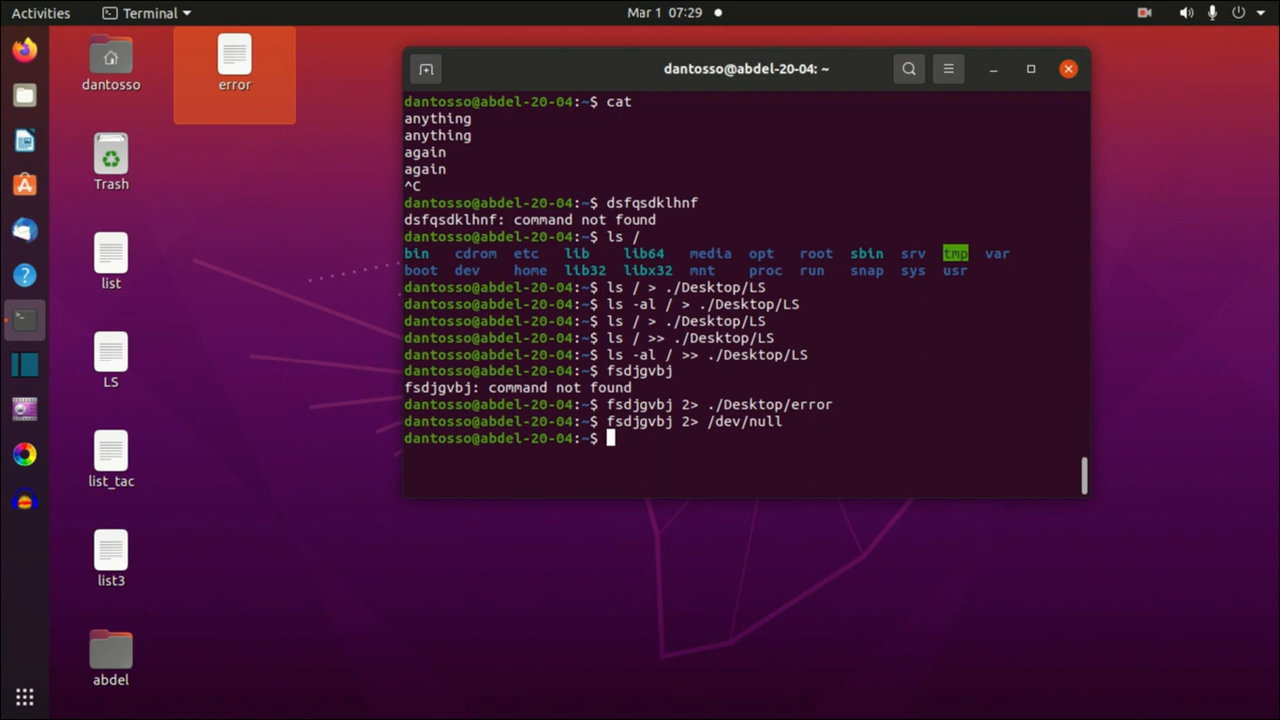 Activities
Terminal
Mar 1 07:29
dantosso
error
Trash
list
LS
list_tac
list3
abdel
dantosso@abdel-20-04: ~
dantosso@abdel-20-04:~$ cat
anything
anything
again
again
^C
dantosso@abdel-20-04:~$ dsfqsdklhnf
dsfqsdklhnf: command not found
dantosso@abdel-20-04:~$ ls /
bin cdrom etc lib lib64 media opt root sbin srv tmp var
boot dev home lib32 libx32 mnt proc run snap sys usr
dantosso@abdel-20-04:~$ ls / > ./Desktop/LS
dantosso@abdel-20-04:~$ ls -al / > ./Desktop/LS
dantosso@abdel-20-04:~$ ls / > ./Desktop/LS
dantosso@abdel-20-04:~$ ls / >> ./Desktop/LS
dantosso@abdel-20-04:~$ ls -al / >> ./Desktop/LS
dantosso@abdel-20-04:~$ fsdjgvbj
fsdjgvbj: command not found
dantosso@abdel-20-04:~$ fsdjgvbj 2> ./Desktop/error
dantosso@abdel-20-04:~$ fsdjgvbj 2> /dev/null
dantosso@abdel-20-04:~$